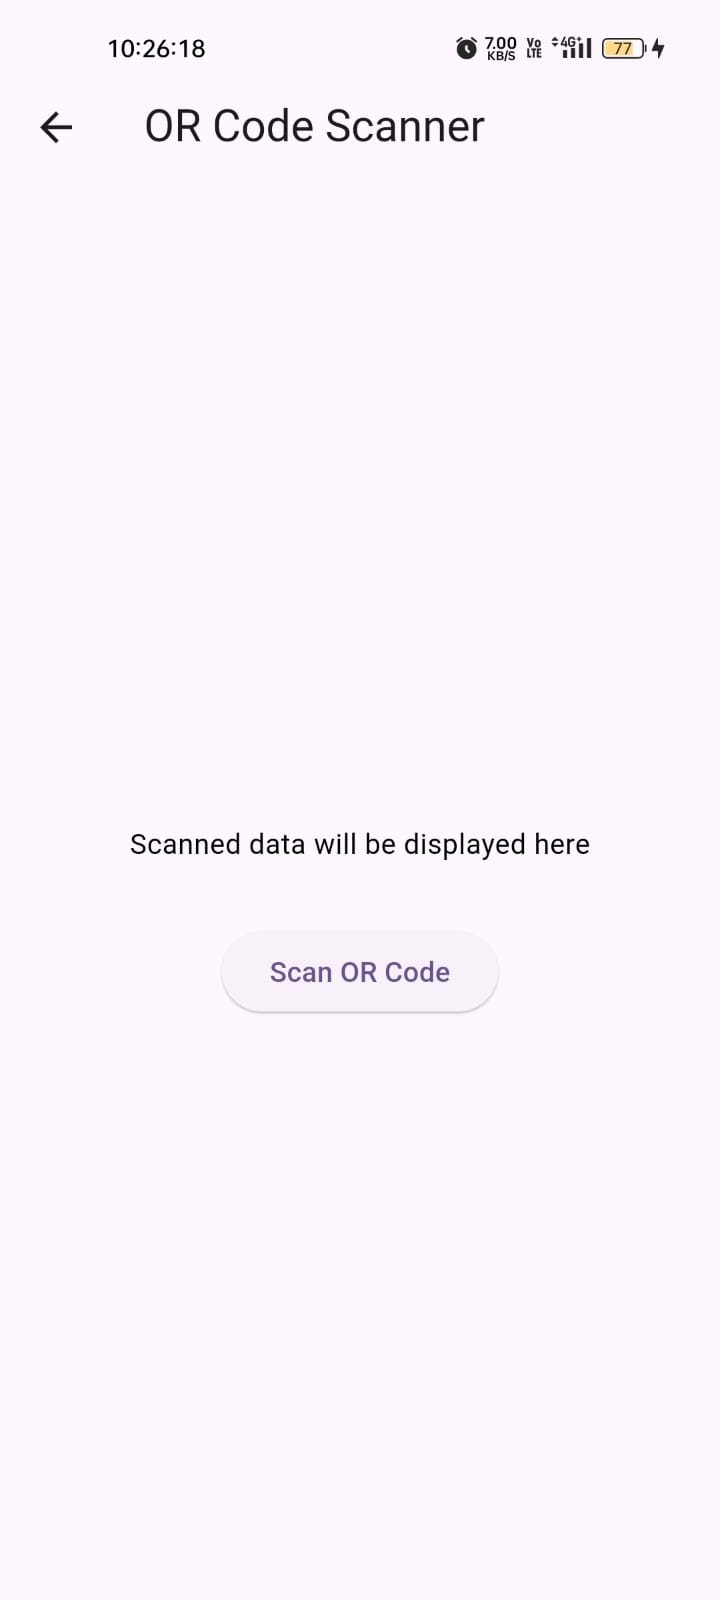 10:26:18
7.00 KB/S Vo LTE 4G+ 77
OR Code Scanner
Scanned data will be displayed here
Scan OR Code